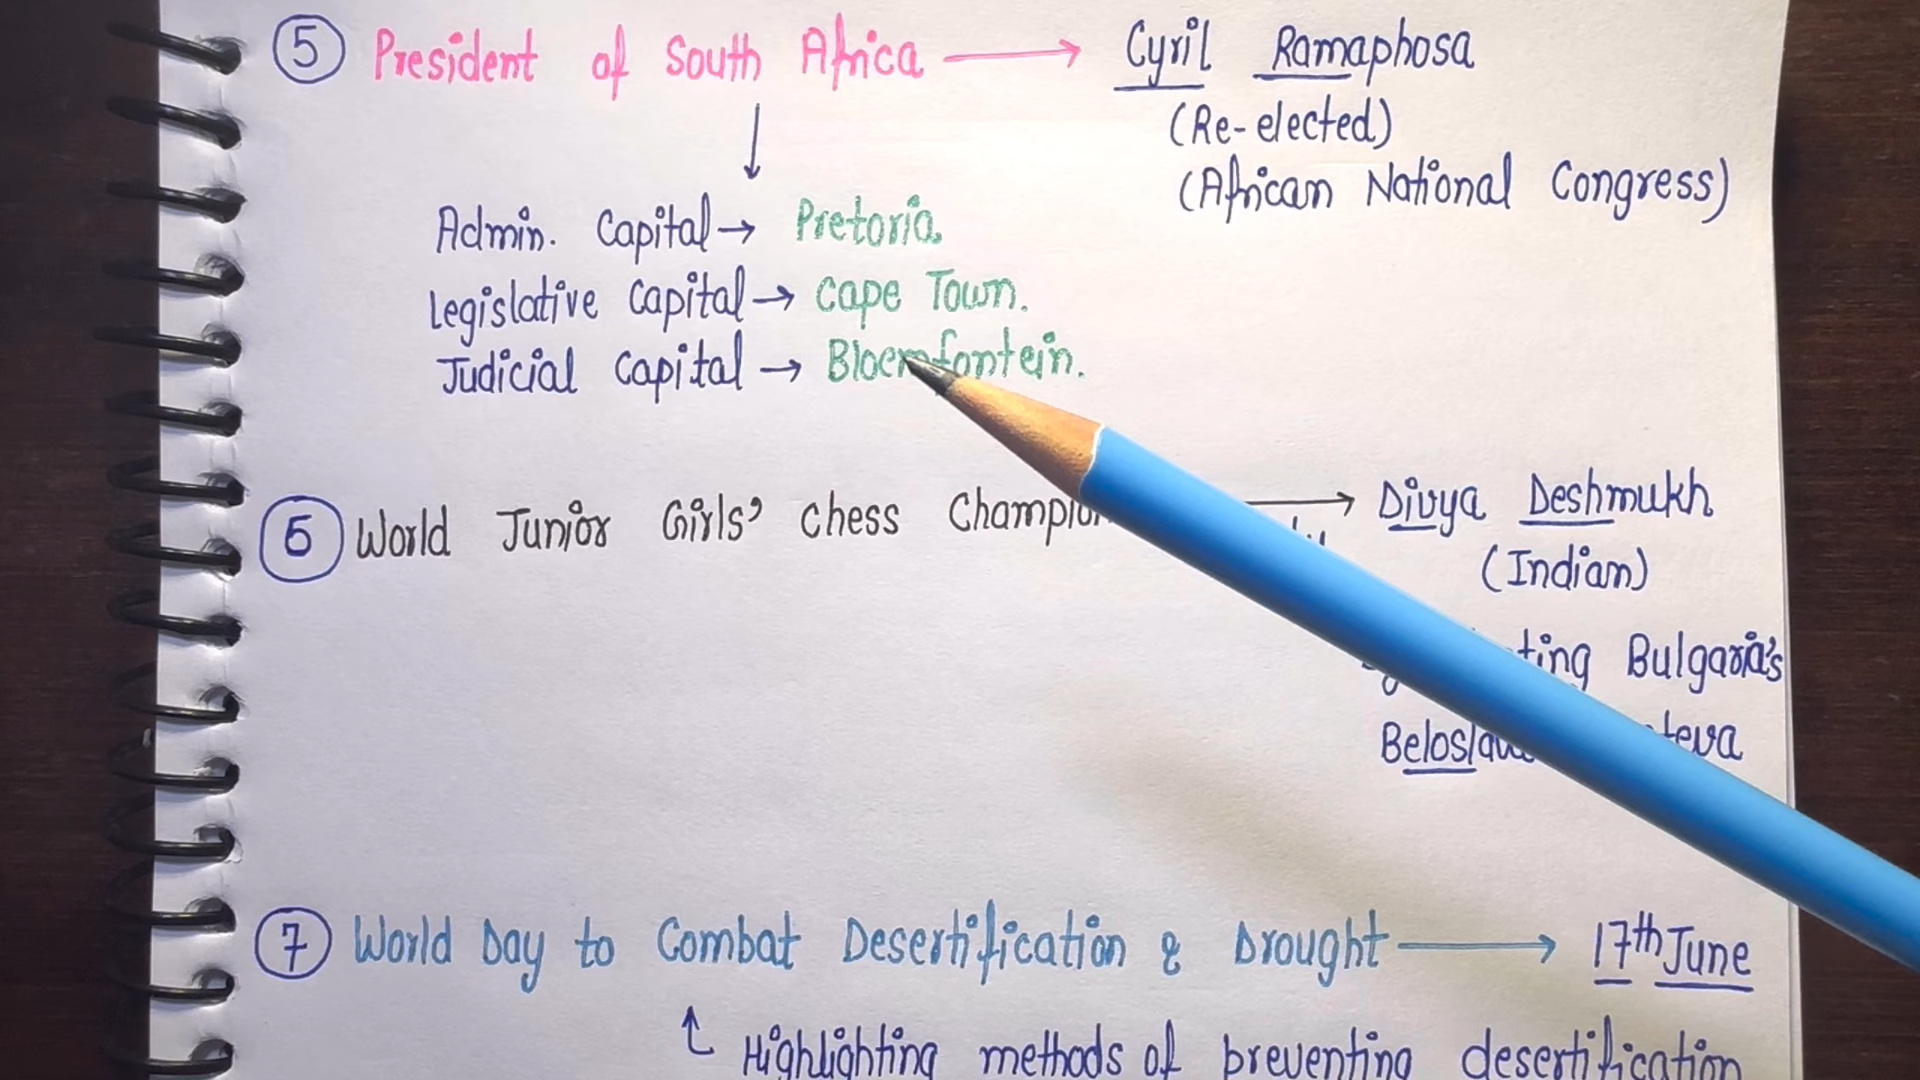 5 President of South Africa → Cyril Ramaphosa
(Re-elected)
(African National Congress)
↓
Admin. Capital → Pretoria.
Legislative Capital → Cape Town.
Judicial Capital → Bloemfontein.
6 World Junior Girls' Chess → Divya Deshmukh
(Indian)
Bulgaria's
7 World Day to Combat Desertification & Drought → 17th June
Highlighting methods of preventing desertification